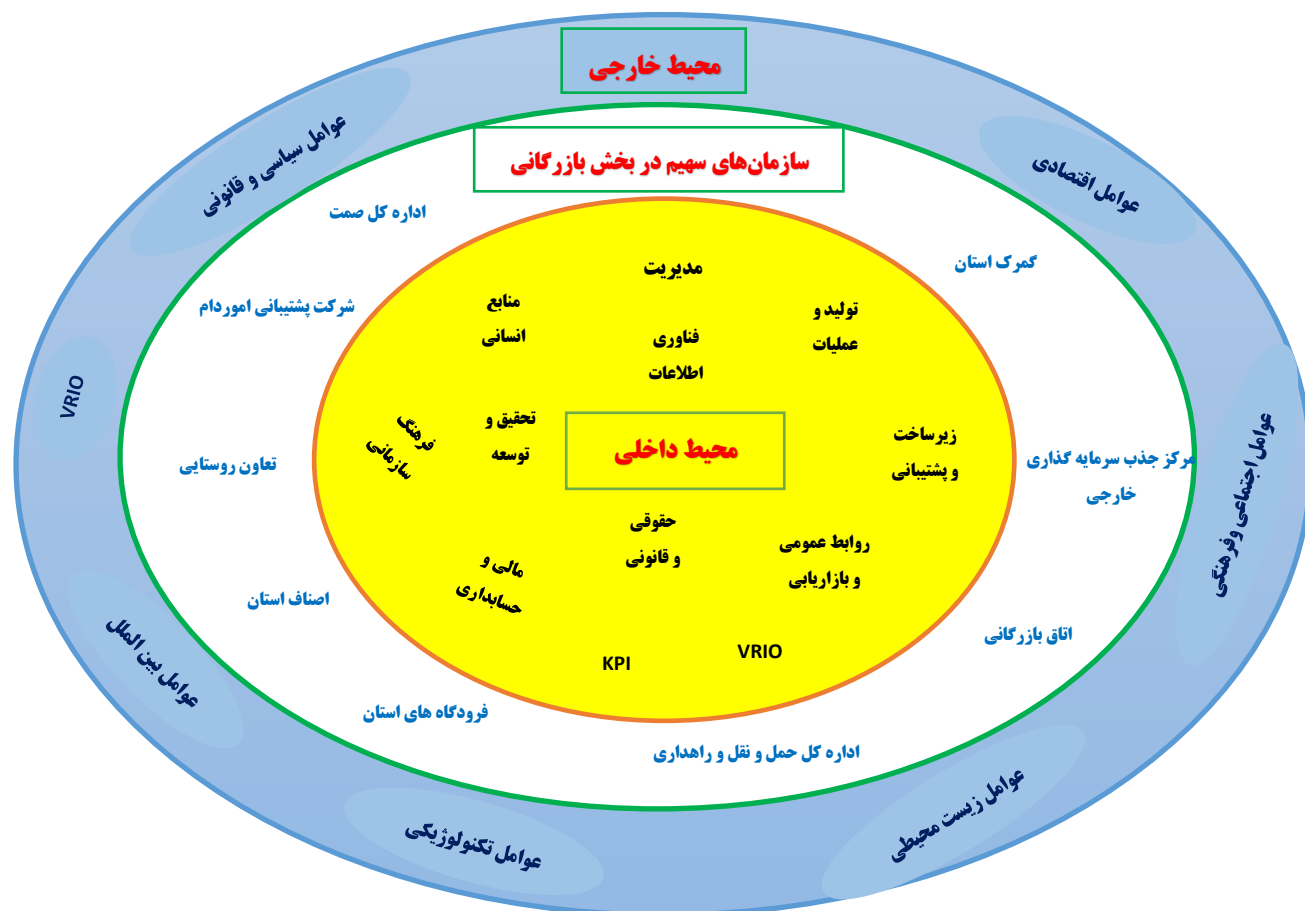 محیط خارجی
عوامل سیاسی و قانونی
عوامل اقتصادی
سازمان‌های سهیم در بخش بازرگانی
اداره کل صمت
گمرک استان
مدیریت
شرکت پشتیبانی اموردام
منابع
انسانی
تولید و
عملیات
فناوری
اطلاعات
VRIO
فرهنگ
سازمانی
تحقیق و
توسعه
محیط داخلی
زیرساخت
و پشتیبانی
مرکز جذب سرمایه گذاری
خارجی
عوامل اجتماعی وفرهنگی
تعاون روستایی
حقوقی
و قانونی
روابط عمومی
و بازاریابی
مالی و
حسابداری
اصناف استان
اتاق بازرگانی
عوامل بین الملل
KPI
VRIO
فرودگاه های استان
اداره کل حمل و نقل و راهداری
عوامل تکنولوژیکی
عوامل زیست محیطی